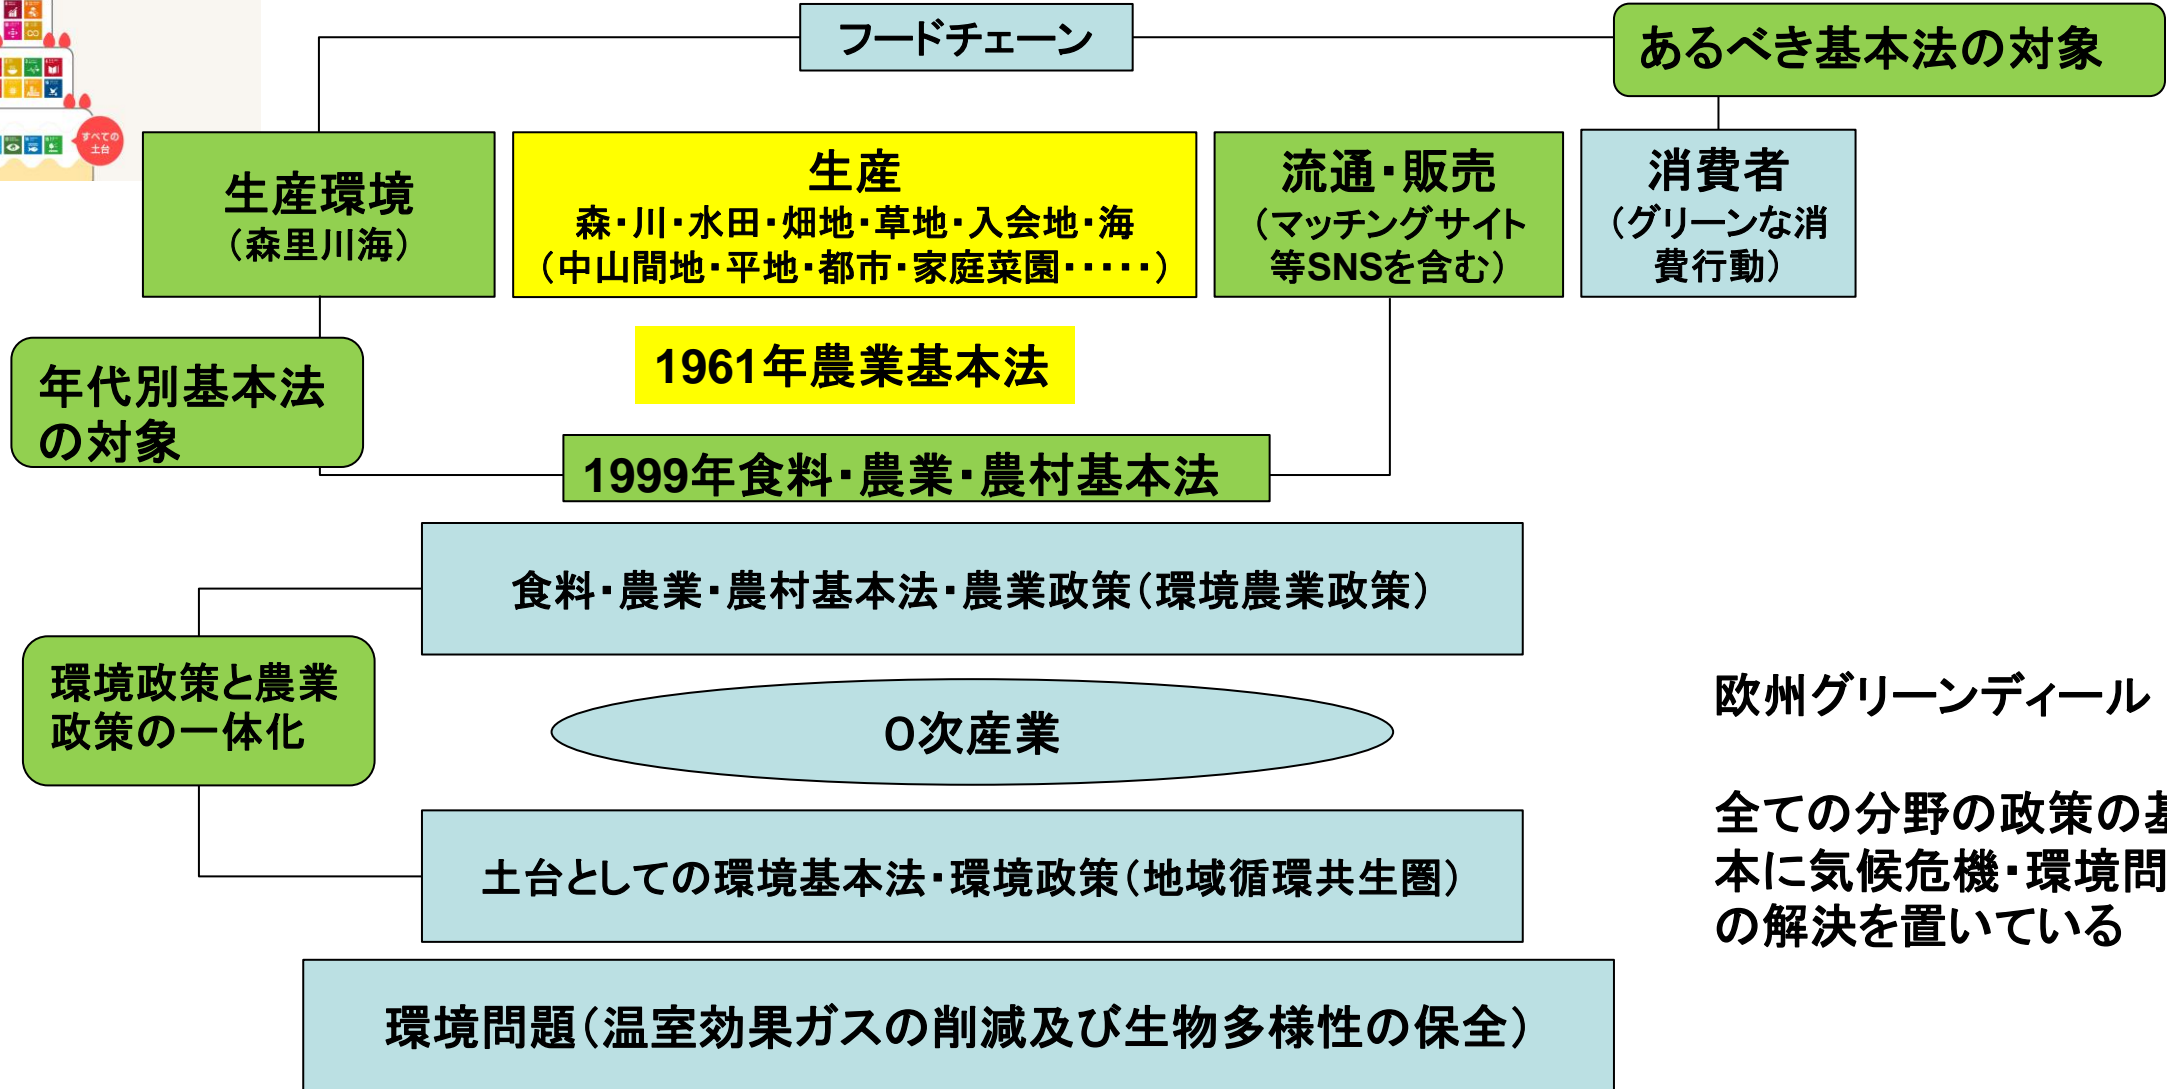 フードチェーン
あるべき基本法の対象
すべての
土台
生産環境
（森里川海）
生産
森・川・水田・畑地・草地・入会地・海
（中山間地・平地・都市・家庭菜園・・・・・）
流通・販売
（マッチングサイト
等SNSを含む）
消費者
（グリーンな消
費行動）
年代別基本法
の対象
1961年農業基本法
1999年食料・農業・農村基本法
食料・農業・農村基本法・農業政策（環境農業政策）
環境政策と農業
政策の一体化
0次産業
土台としての環境基本法・環境政策（地域循環共生圏）
環境問題（温室効果ガスの削減及び生物多様性の保全）
欧州グリーンディール
全ての分野の政策の基
本に気候危機・環境問
の解決を置いている